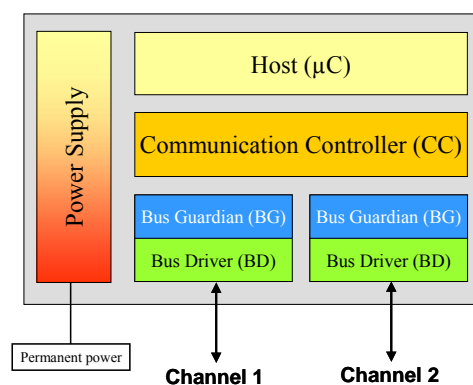 Power Supply
Host (µC)
Communication Controller (CC)
Bus Guardian (BG)
Bus Driver (BD)
Bus Guardian (BG)
Bus Driver (BD)
Permanent power
Channel 1
Channel 2